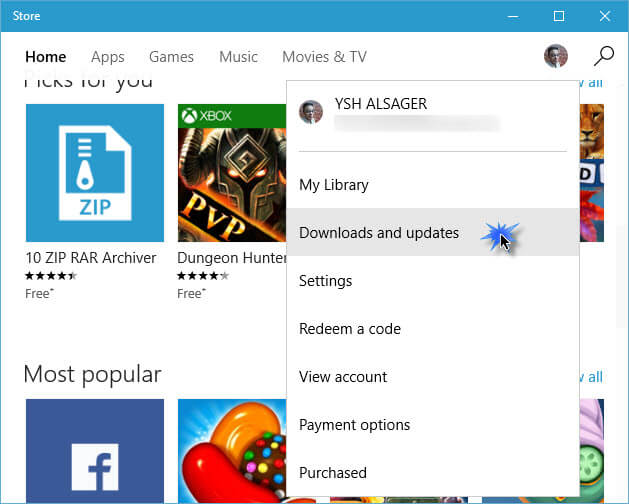 Store
Home Apps Games Music Movies & TV
Picks for you
all
YSH ALSAGER
ZIP
XBOX
PVP
10 ZIP RAR Archiver
Free*
Dungeon Hunter
Free*
My Library
Downloads and updates
Settings
Redeem a code
View account
Payment options
Purchased
Most popular
all
f